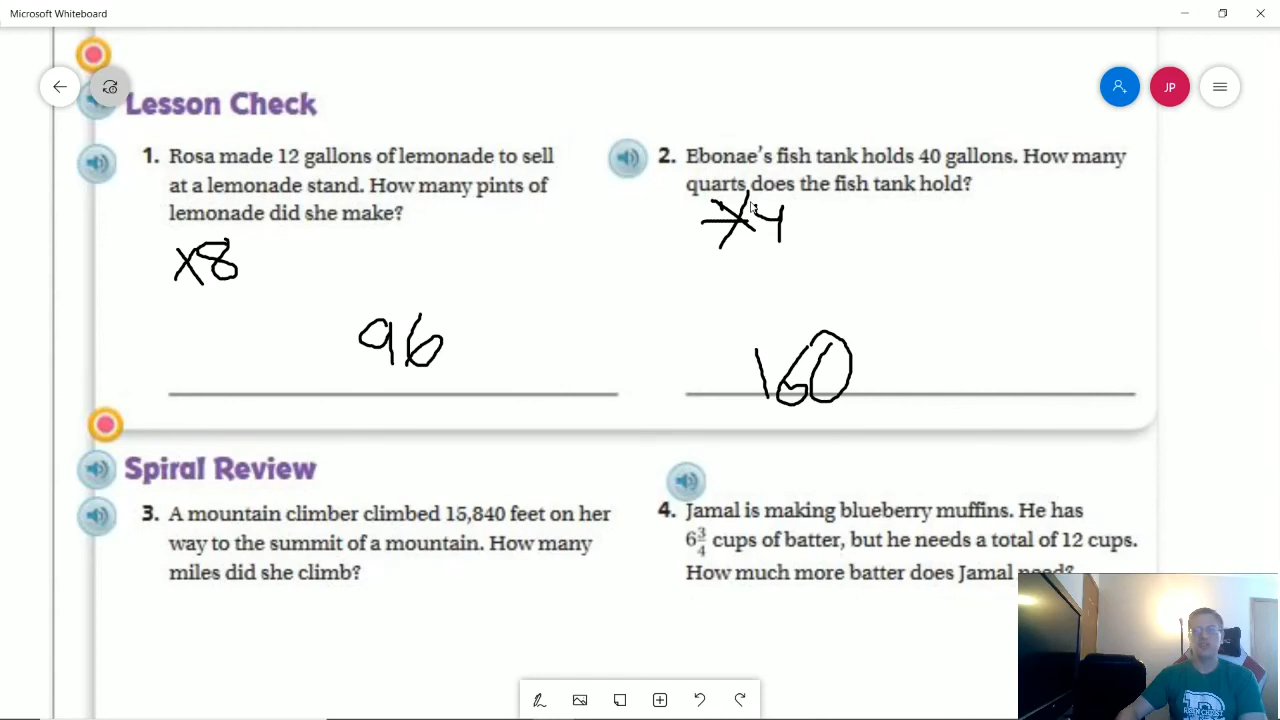 Microsoft Whiteboard
JP
Lesson Check
1. Rosa made 12 gallons of lemonade to sell
at a lemonade stand. How many pints of
lemonade did she make?
x8
96
2. Ebonae's fish tank holds 40 gallons. How many
quarts does the fish tank hold?
4
160
Spiral Review
3. A mountain climber climbed 15,840 feet on her
way to the summit of a mountain. How many
miles did she climb?
4. Jamal is making blueberry muffins. He has
6 3/4 cups of batter, but he needs a total of 12 cups.
How much more batter does Jamal need?